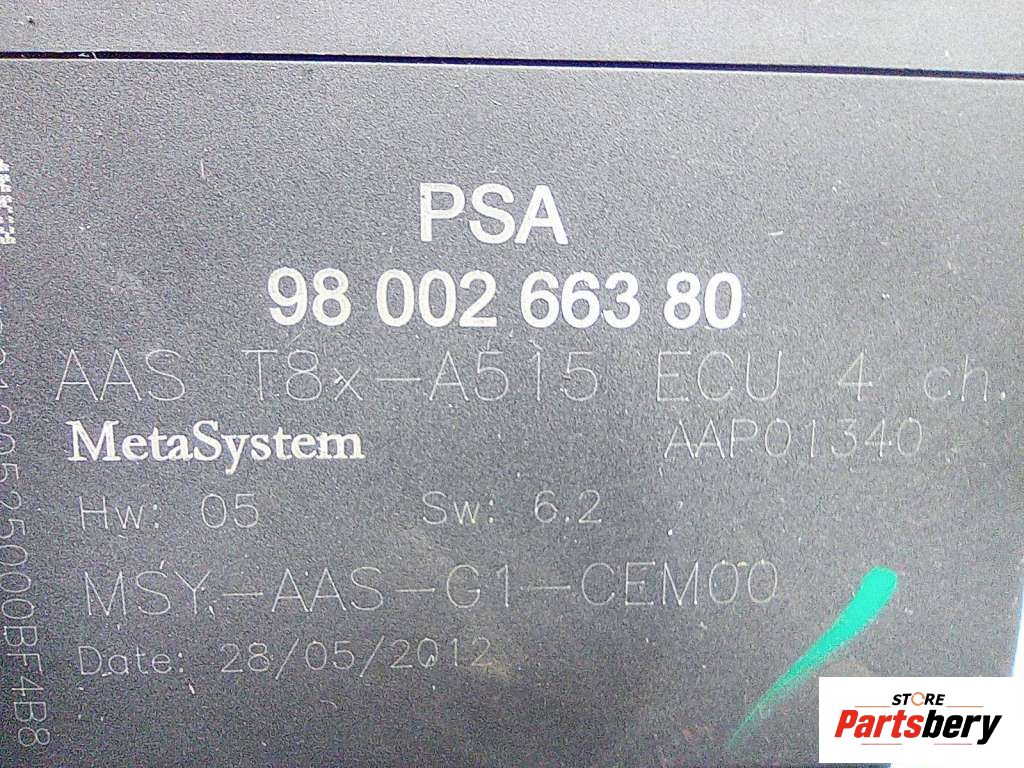 PSA
98 002 663 80
AAS T8x-A515 ECU 4 ch.
MetaSystem AAP01340
Hw: 05 Sw: 6.2
MSY-AAS-G1-CEM00
Date: 28/05/2012
STORE
Partsbery